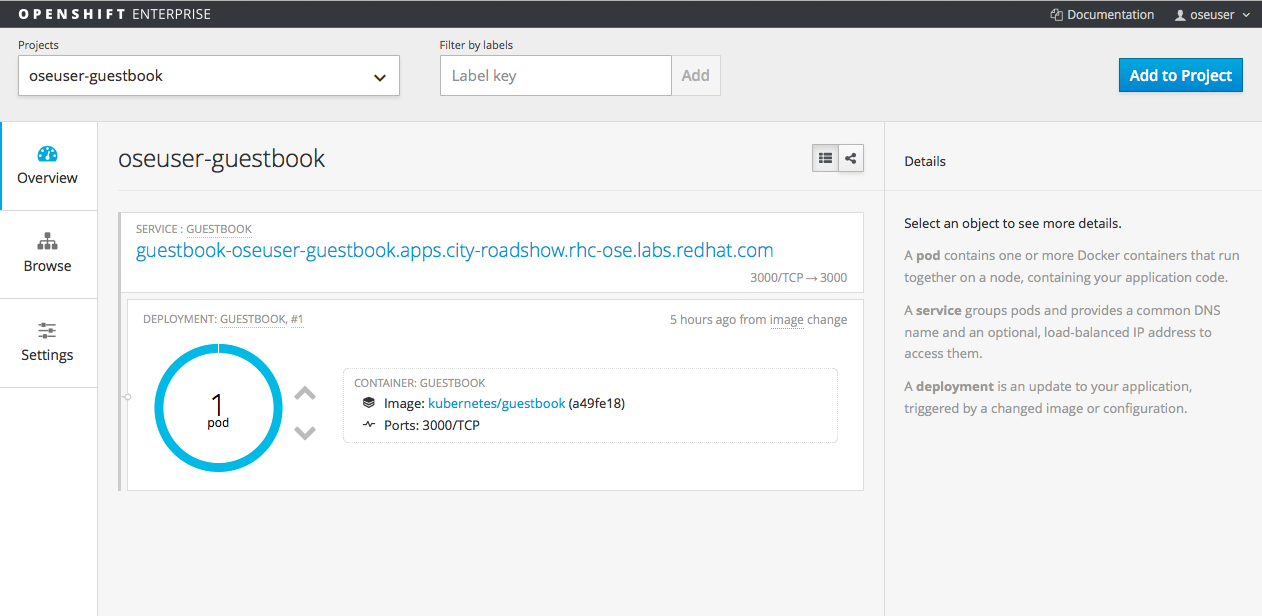 OPENSHIFT ENTERPRISE
Documentation
oseuser
Projects
oseuser-guestbook
Filter by labels
Label key
Add
Add to Project
Overview
Browse
Settings
oseuser-guestbook
SERVICE : GUESTBOOK
guestbook-oseuser-guestbook.apps.city-roadshow.rhc-ose.labs.redhat.com
3000/TCP → 3000
DEPLOYMENT: GUESTBOOK, #1
5 hours ago from image change
1
pod
CONTAINER: GUESTBOOK
Image: kubernetes/guestbook (a49fe18)
Ports: 3000/TCP
Details
Select an object to see more details.
A pod contains one or more Docker containers that run
together on a node, containing your application code.
A service groups pods and provides a common DNS
name and an optional, load-balanced IP address to
access them.
A deployment is an update to your application,
triggered by a changed image or configuration.